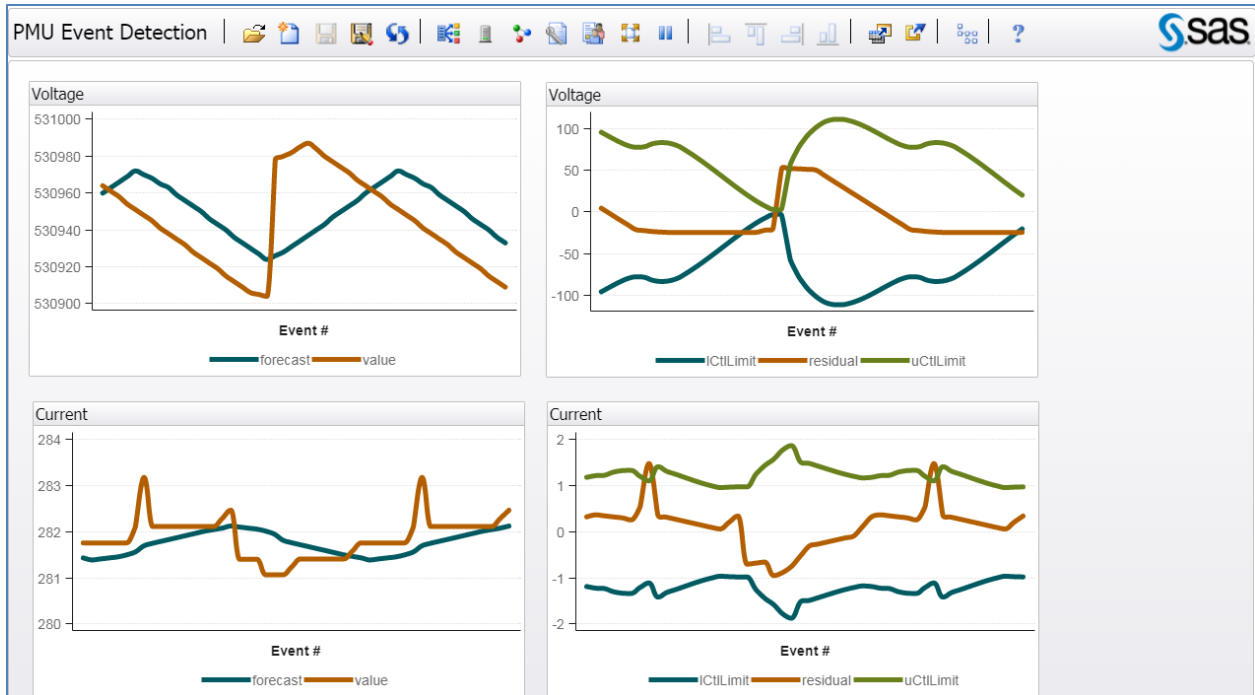 PMU Event Detection
sas
Voltage
531000
530980
530960
530940
530920
530900
Event #
forecast value
Voltage
100
50
0
-50
-100
Event #
lCtlLimit residual uCtlLimit
Current
284
283
282
281
280
Event #
forecast value
Current
2
1
0
-1
-2
Event #
lCtlLimit residual uCtlLimit